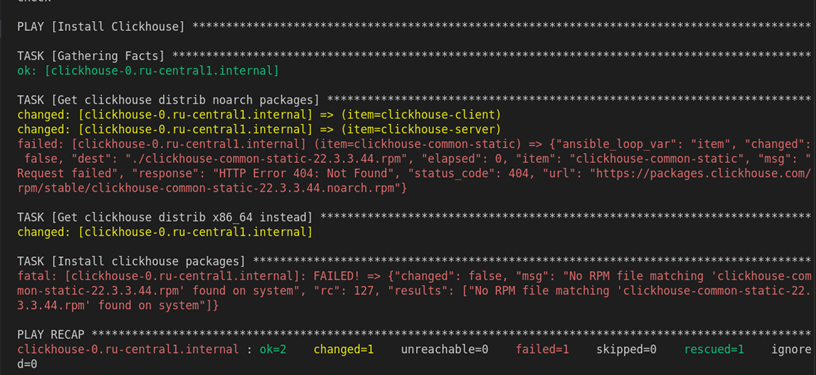 check
PLAY [Install Clickhouse] ********************************************************************************************
TASK [Gathering Facts] ***********************************************************************************************
ok: [clickhouse-0.ru-central1.internal]
TASK [Get clickhouse distrib noarch packages] ************************************************************************
changed: [clickhouse-0.ru-central1.internal] => (item=clickhouse-client)
changed: [clickhouse-0.ru-central1.internal] => (item=clickhouse-server)
failed: [clickhouse-0.ru-central1.internal] (item=clickhouse-common-static) => {"ansible_loop_var": "item", "changed":
 false, "dest": "./clickhouse-common-static-22.3.3.44.rpm", "elapsed": 0, "item": "clickhouse-common-static", "msg": "
Request failed", "response": "HTTP Error 404: Not Found", "status_code": 404, "url": "https://packages.clickhouse.com/
rpm/stable/clickhouse-common-static-22.3.3.44.noarch.rpm"}
TASK [Get clickhouse distrib x86_64 instead] *************************************************************************
changed: [clickhouse-0.ru-central1.internal]
TASK [Install clickhouse packages] ***********************************************************************************
fatal: [clickhouse-0.ru-central1.internal]: FAILED! => {"changed": false, "msg": "No RPM file matching 'clickhouse-com
mon-static-22.3.3.44.rpm' found on system", "rc": 127, "results": ["No RPM file matching 'clickhouse-common-static-22.
3.3.44.rpm' found on system"]}
PLAY RECAP ***********************************************************************************************************
clickhouse-0.ru-central1.internal : ok=2    changed=1    unreachable=0    failed=1    skipped=0    rescued=1    ignore
d=0